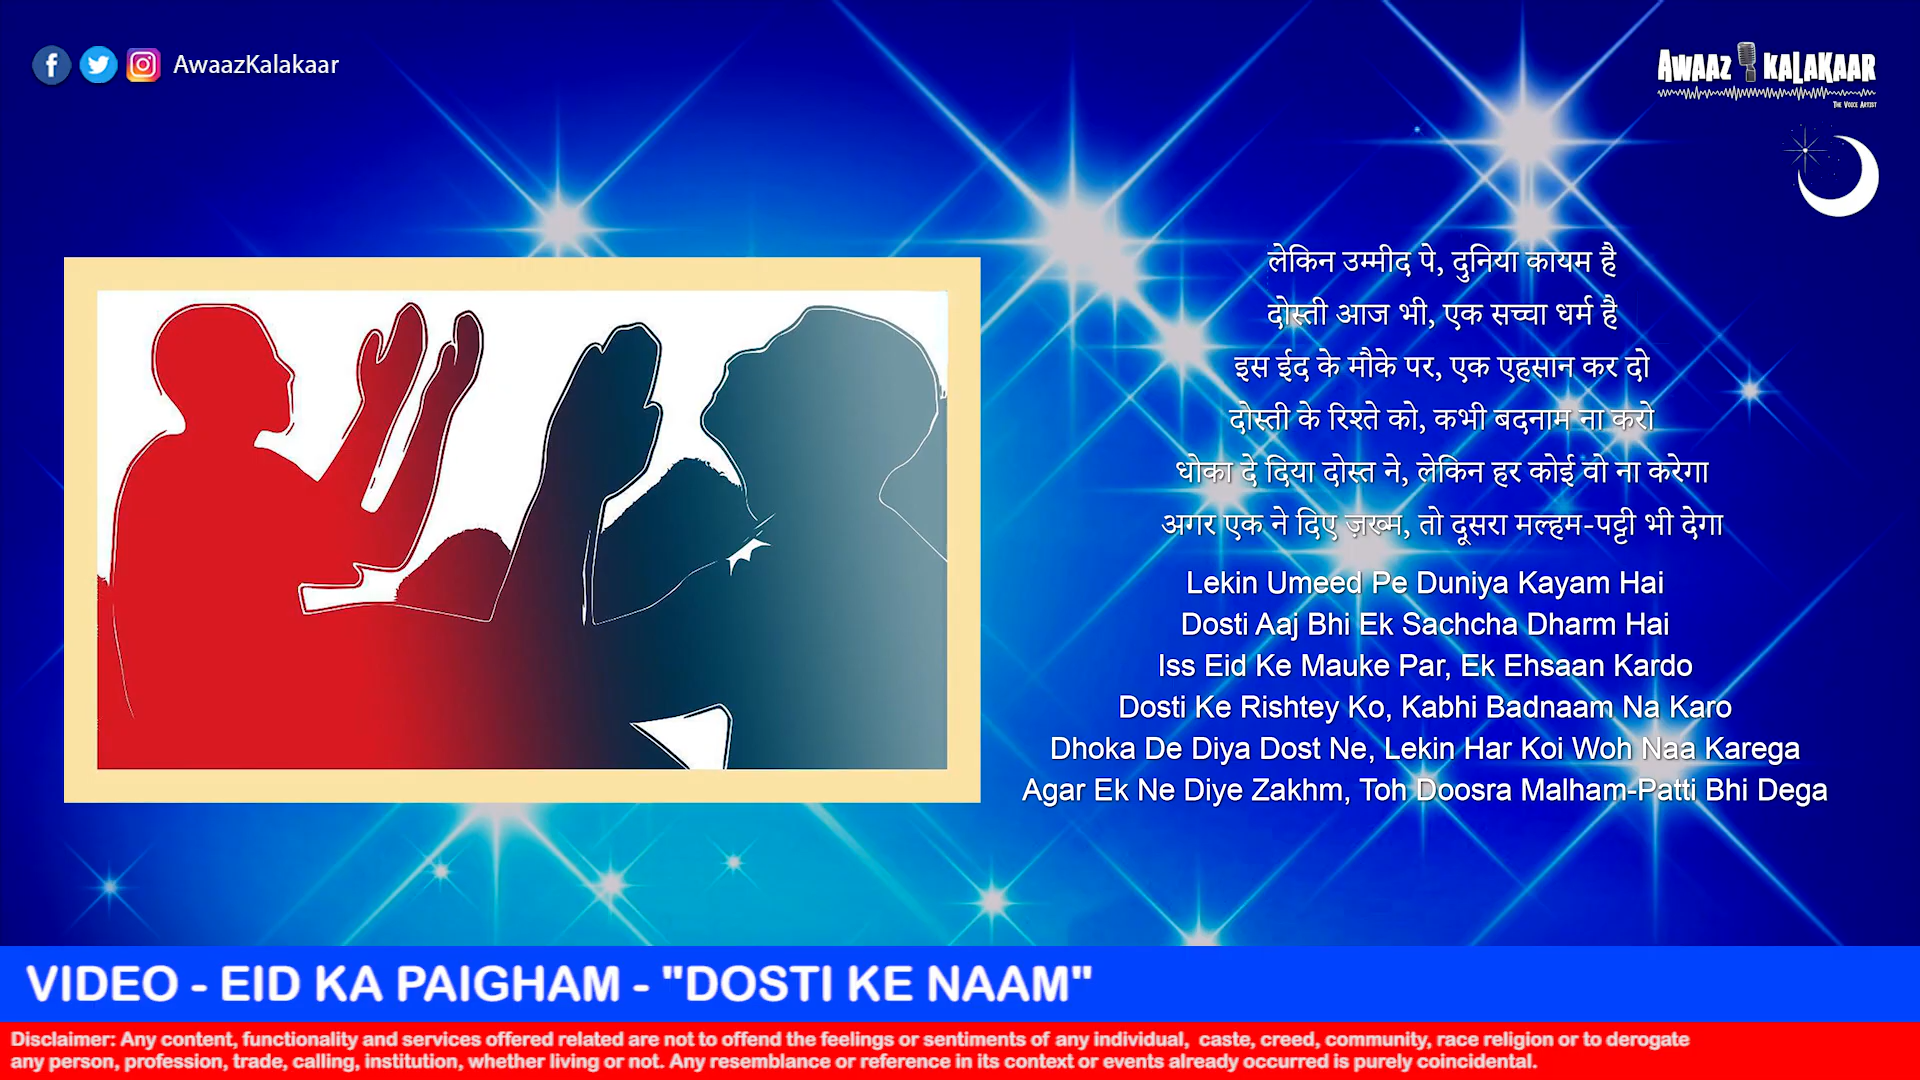 AwaazKalakaar
AWAAZ KALAKAAR
THE VOICE ARTIST
लेकिन उम्मीद पे, दुनिया कायम है
दोस्ती आज भी, एक सच्चा धर्म है
इस ईद के मौके पर, एक एहसान कर दो
दोस्ती के रिश्ते को, कभी बदनाम ना करो
धोका दे दिया दोस्त ने, लेकिन हर कोई वो ना करेगा
अगर एक ने दिए ज़ख्म, तो दूसरा मल्हम-पट्टी भी देगा
Lekin Umeed Pe Duniya Kayam Hai
Dosti Aaj Bhi Ek Sachcha Dharm Hai
Iss Eid Ke Mauke Par, Ek Ehsaan Kardo
Dosti Ke Rishtey Ko, Kabhi Badnaam Na Karo
Dhoka De Diya Dost Ne, Lekin Har Koi Woh Naa Karega
Agar Ek Ne Diye Zakhm, Toh Doosra Malham-Patti Bhi Dega
VIDEO - EID KA PAIGHAM - "DOSTI KE NAAM"
Disclaimer: Any content, functionality and services offered related are not to offend the feelings or sentiments of any individual, caste, creed, community, race religion or to derogate
any person, profession, trade, calling, institution, whether living or not. Any resemblance or reference in its context or events already occurred is purely coincidental.